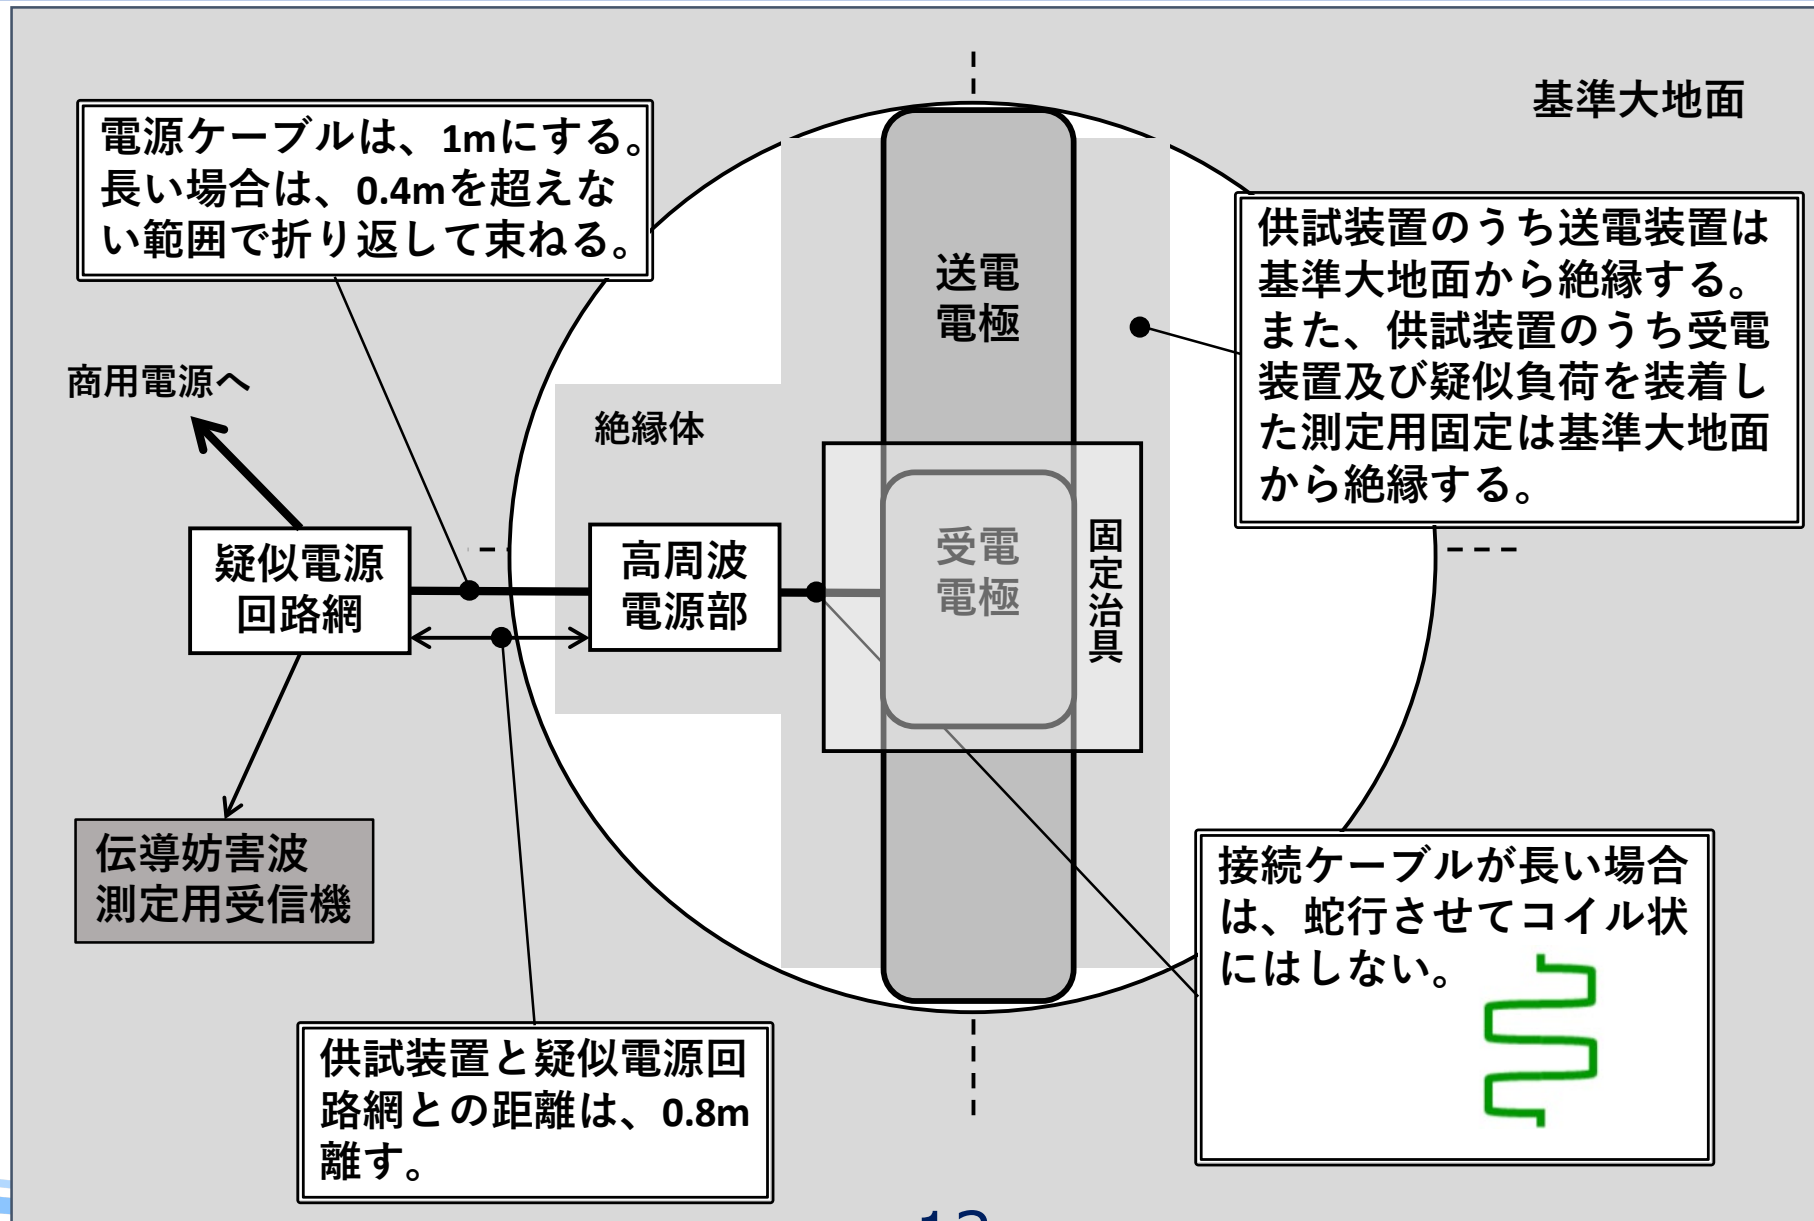 基準大地面
電源ケーブルは、1mにする。
長い場合は、0.4mを超えな
い範囲で折り返して束ねる。
供試装置のうち送電装置は
基準大地面から絶縁する。
また、供試装置のうち受電
装置及び疑似負荷を装着し
た測定用固定は基準大地面
から絶縁する。
送電
電極
商用電源へ
絶縁体
疑似電源
回路網
高周波
電源部
受電
電極
固定治具
伝導妨害波
測定用受信機
接続ケーブルが長い場合
は、蛇行させてコイル状
にはしない。
供試装置と疑似電源回
路網との距離は、0.8m
離す。